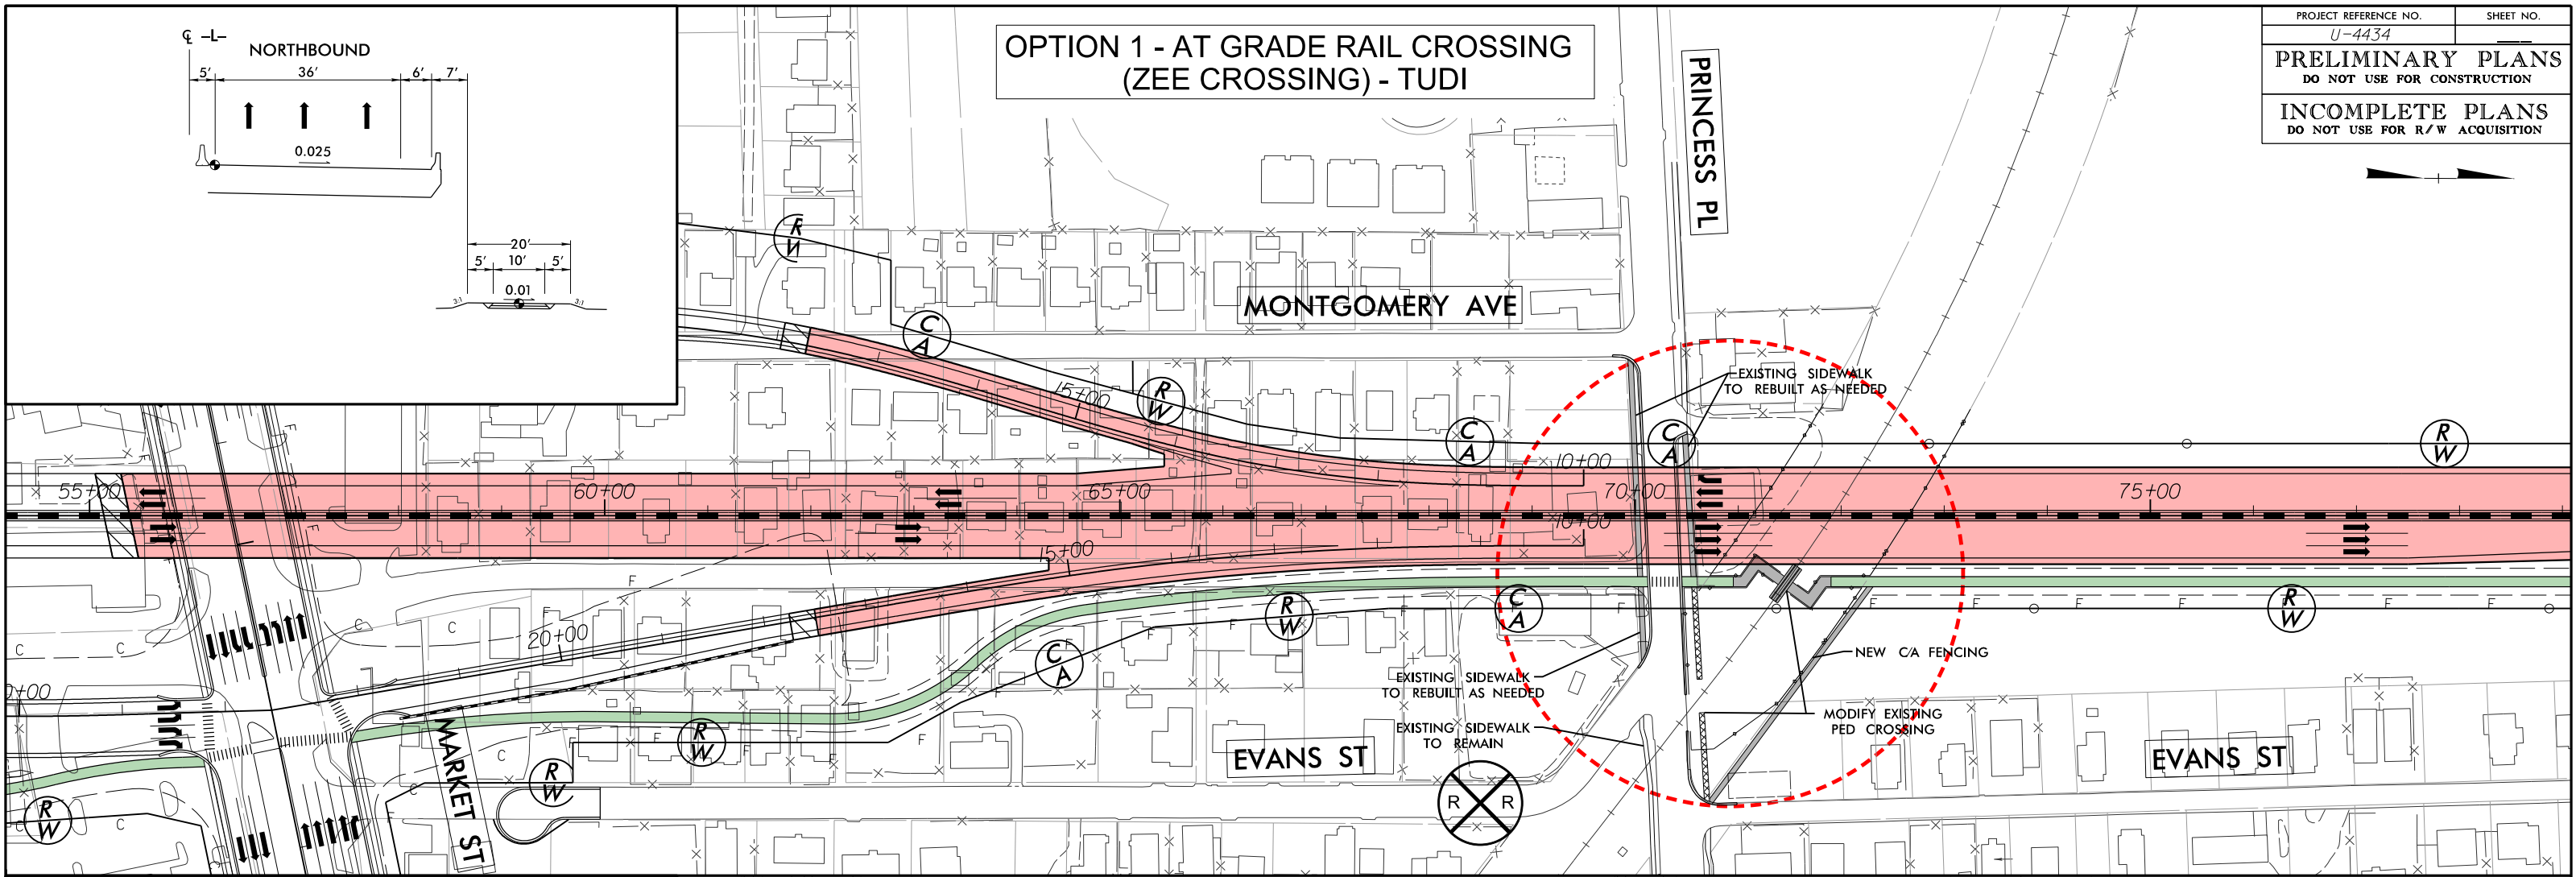 ℄ -L-
NORTHBOUND
5' 36' 6' 7'
0.025
20'
5' 10' 5'
3:1 0.01 3:1
OPTION 1 - AT GRADE RAIL CROSSING
(ZEE CROSSING) - TUDI
PROJECT REFERENCE NO. SHEET NO.
U-4434
PRELIMINARY PLANS
DO NOT USE FOR CONSTRUCTION
INCOMPLETE PLANS
DO NOT USE FOR R/W ACQUISITION
PRINCESS PL
MONTGOMERY AVE
R
W
C
A
R
W
C
A
C
A
R
W
EXISTING SIDEWALK
TO REBUILT AS NEEDED
15+00
10+00
55+00 60+00 65+00 70+00 75+00
10+00
15+00
20+00
0+00
R
W
C
A
C
A
R
W
NEW C/A FENCING
EXISTING SIDEWALK
TO REBUILT AS NEEDED
EXISTING SIDEWALK
TO REMAIN
MODIFY EXISTING
PED CROSSING
MARKET ST
EVANS ST
EVANS ST
R
W
R
W
R
W
R R
F F F F F F F
C C C C